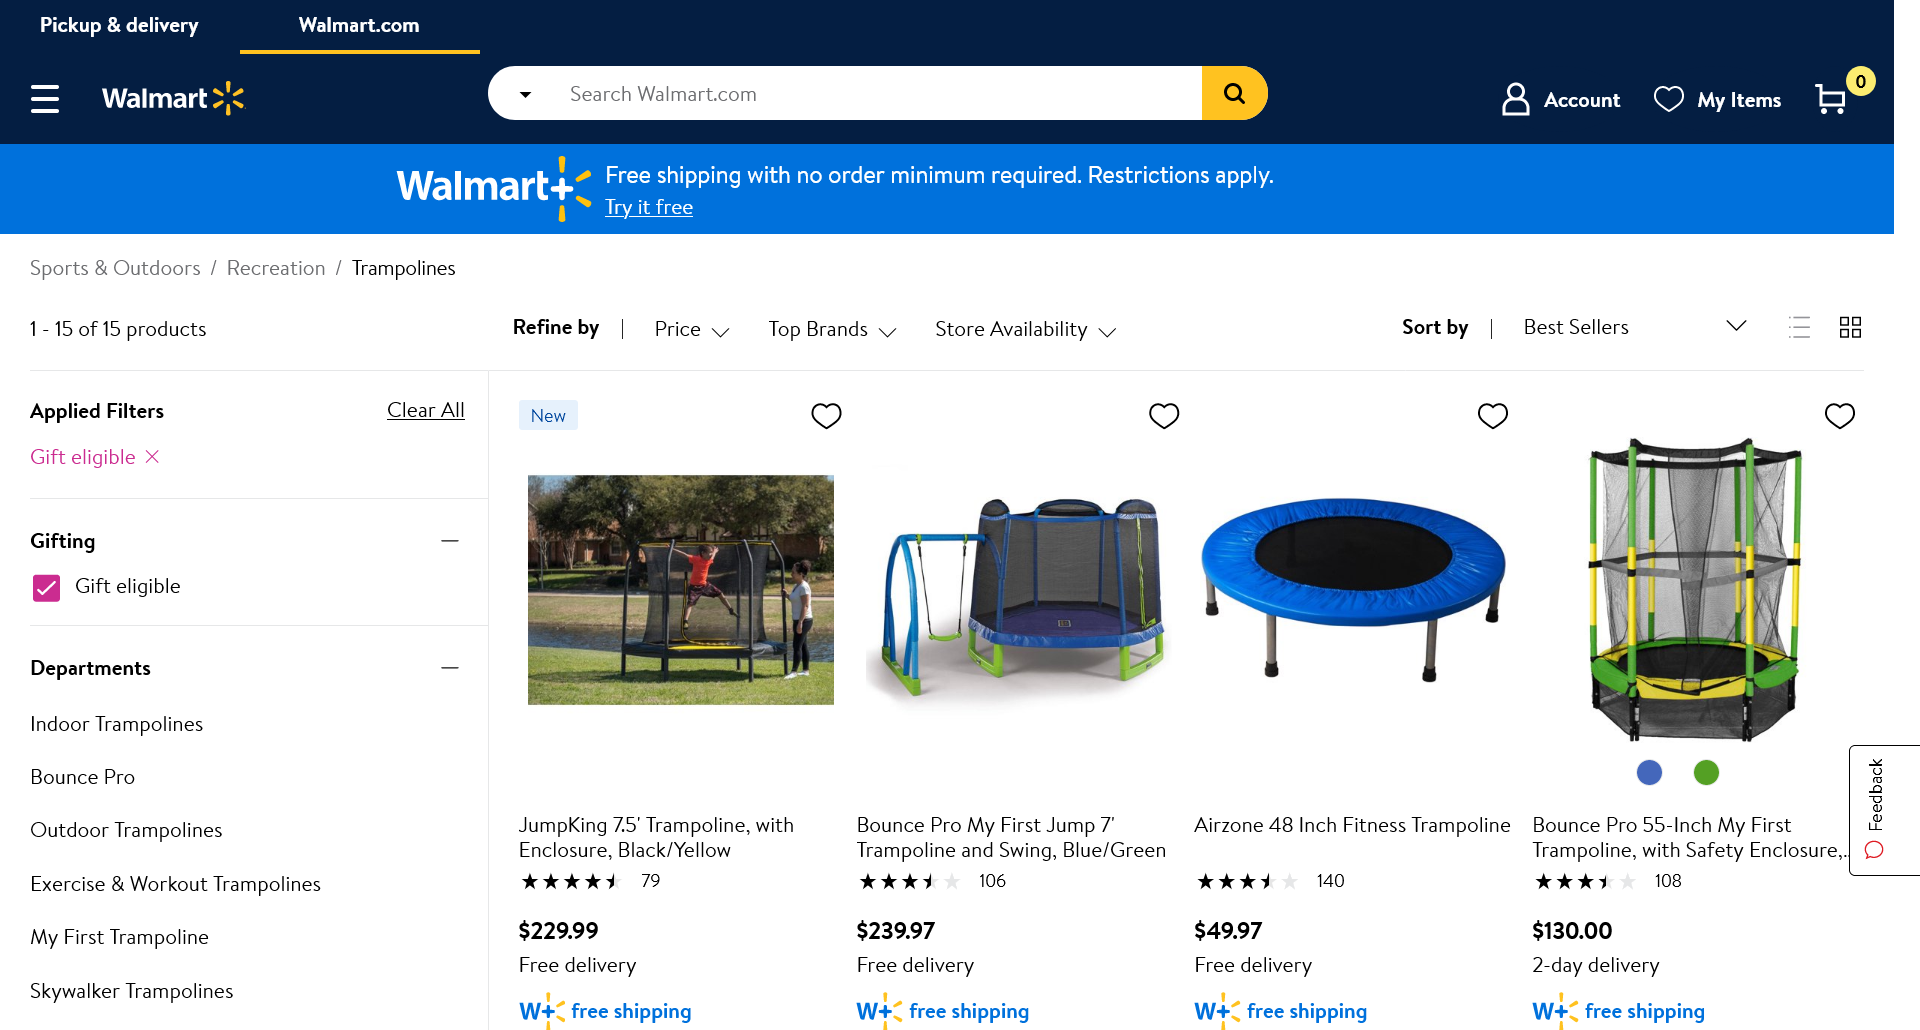 Pickup & delivery
Walmart.com
Walmart
Search Walmart.com
Account
My Items
0
Walmart+
Free shipping with no order minimum required. Restrictions apply.
Try it free
Sports & Outdoors / Recreation / Trampolines
1 - 15 of 15 products
Refine by
Price
Top Brands
Store Availability
Sort by
Best Sellers
Applied Filters
Clear All
Gift eligible
Gifting
Gift eligible
Departments
Indoor Trampolines
Bounce Pro
Outdoor Trampolines
Exercise & Workout Trampolines
My First Trampoline
Skywalker Trampolines
New
JumpKing 7.5' Trampoline, with
Enclosure, Black/Yellow
79
$229.99
Free delivery
W+ free shipping
Bounce Pro My First Jump 7'
Trampoline and Swing, Blue/Green
106
$239.97
Free delivery
W+ free shipping
Airzone 48 Inch Fitness Trampoline
140
$49.97
Free delivery
W+ free shipping
Bounce Pro 55-Inch My First
Trampoline, with Safety Enclosure,..
108
$130.00
2-day delivery
W+ free shipping
Feedback